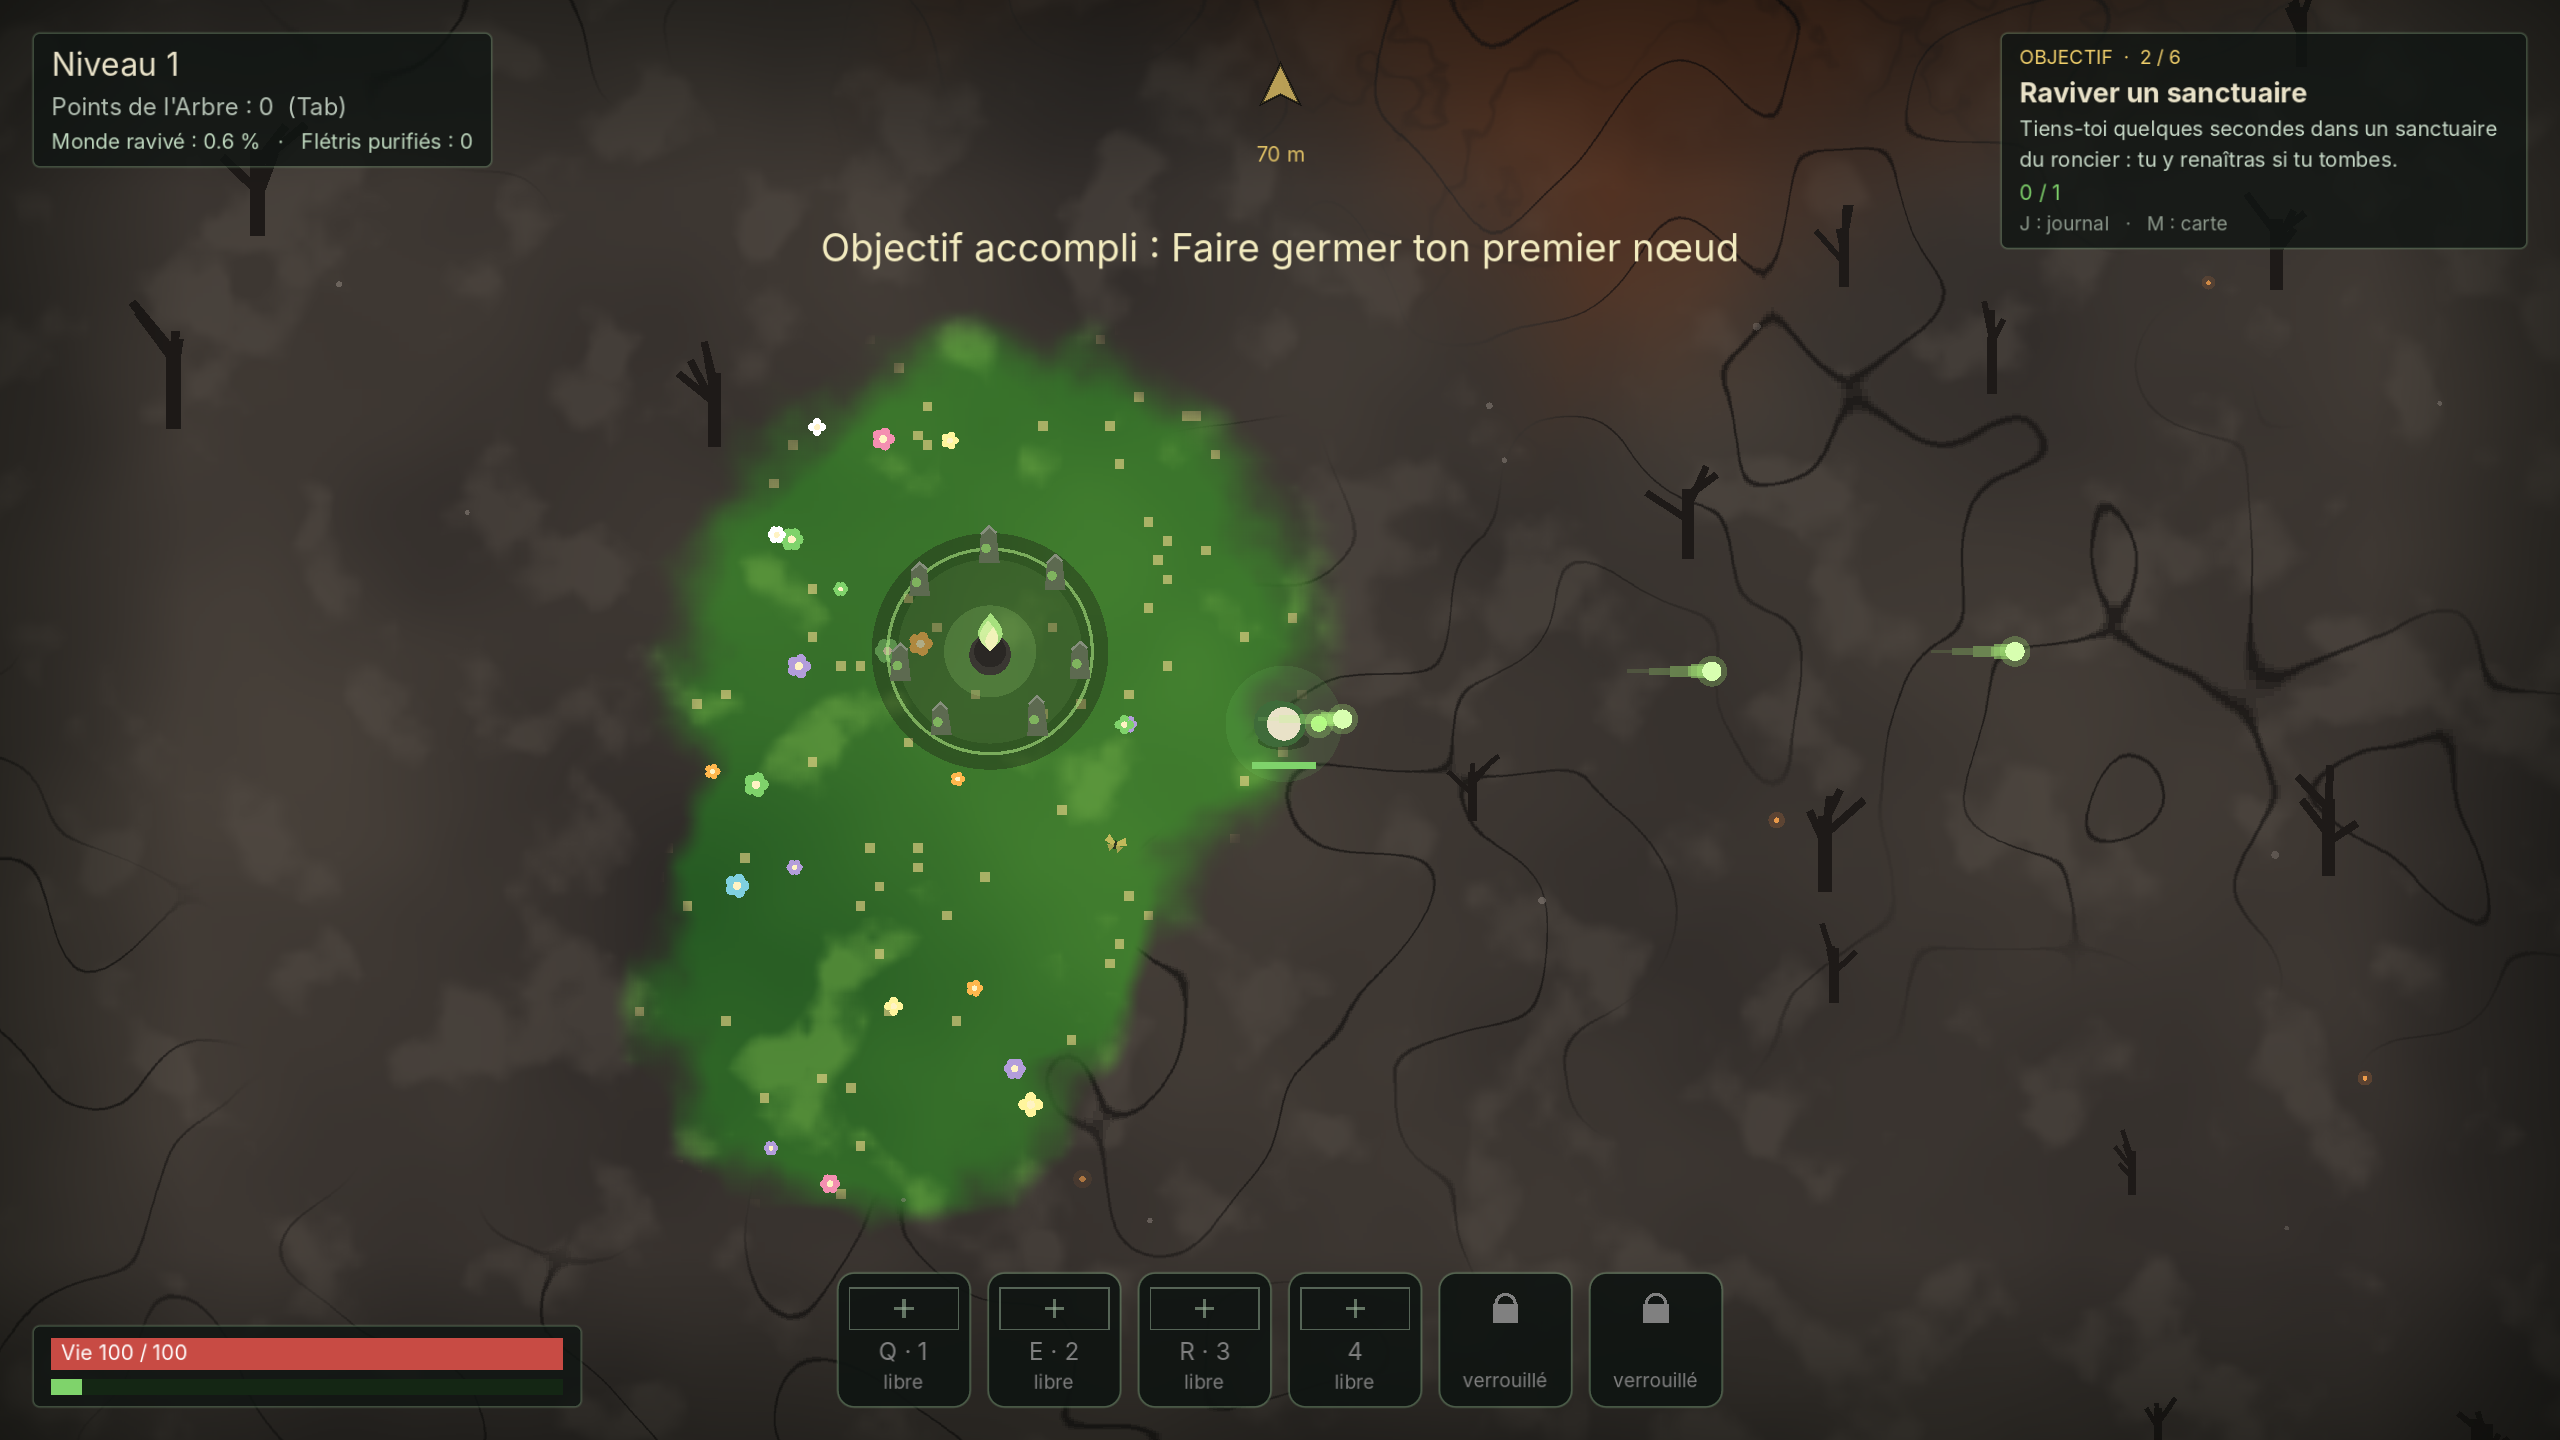 Niveau 1
Points de l'Arbre : 0 (Tab)
Monde ravivé : 0.6 % · Flétris purifiés : 0
70 m
OBJECTIF · 2 / 6
Raviver un sanctuaire
Tiens-toi quelques secondes dans un sanctuaire
du roncier : tu y renaîtras si tu tombes.
0 / 1
J : journal · M : carte
Objectif accompli : Faire germer ton premier nœud
Vie 100 / 100
Q · 1
libre
E · 2
libre
R · 3
libre
4
libre
verrouillé
verrouillé